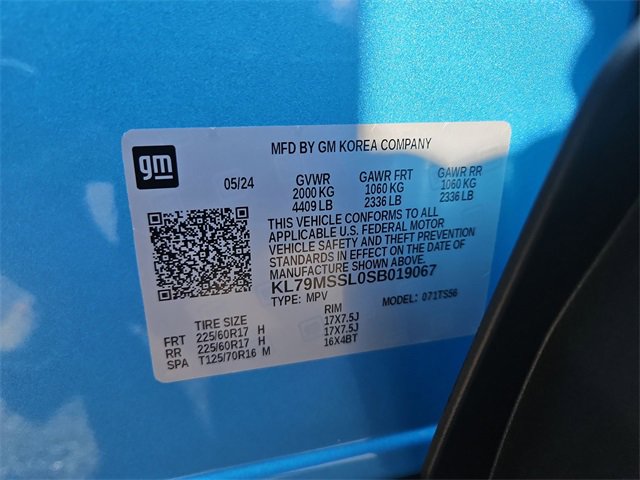 MFD BY GM KOREA COMPANY
gm
05/24 GVWR GAWR FRT GAWR RR
2000 KG 1060 KG 1060 KG
4409 LB 2336 LB 2336 LB
THIS VEHICLE CONFORMS TO ALL
APPLICABLE U.S. FEDERAL MOTOR
VEHICLE SAFETY AND THEFT PREVENTION
STANDARDS IN EFFECT ON THE DATE OF
MANUFACTURE SHOWN ABOVE.
KL79MSSL0SB019067
TYPE: MPV MODEL: 071TS56
TIRE SIZE RIM
FRT 225/60R17 H 17X7.5J
RR 225/60R17 H 17X7.5J
SPA T125/70R16 M 16X4BT